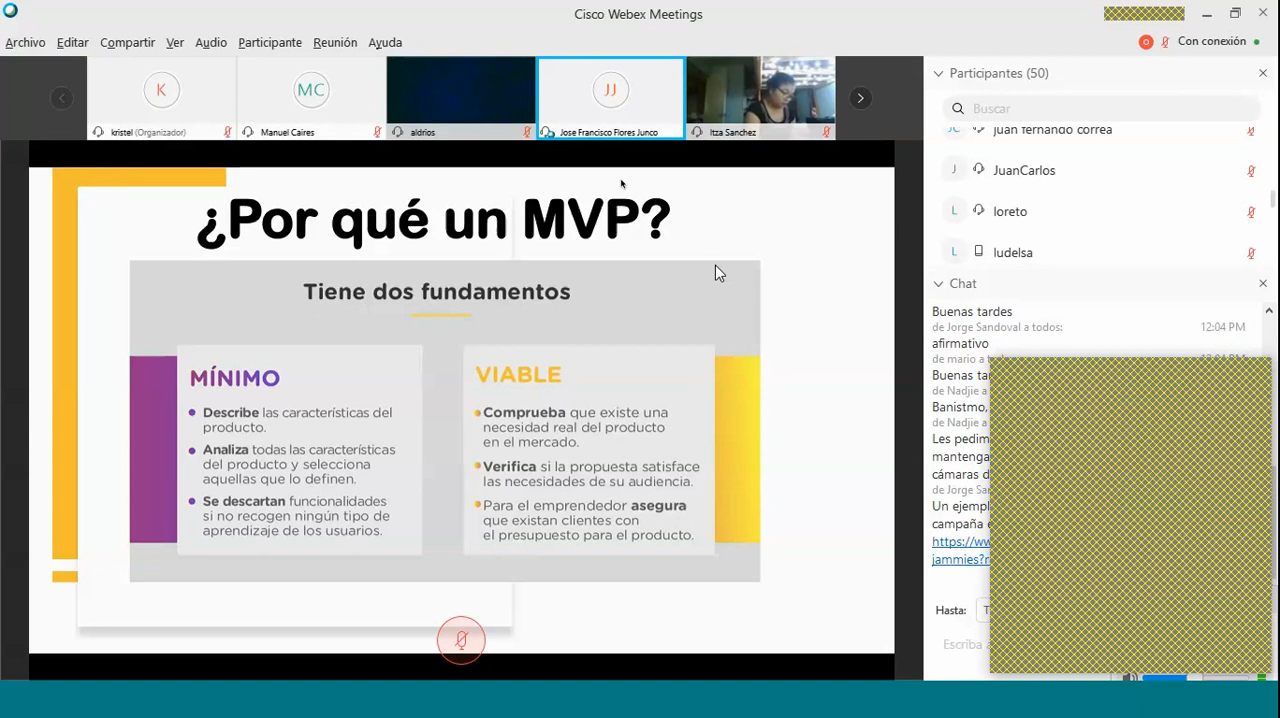 Cisco Webex Meetings
Archivo Editar Compartir Ver Audio Participante Reunión Ayuda
Con conexión
K
kristel (Organizador)
MC
Manuel Caires
aldrios
JJ
Jose Francisco Flores Junco
Itza Sanchez
Participantes (50)
Buscar
JC juan fernando correa
J JuanCarlos
L loreto
L ludelsa
¿Por qué un MVP?
Tiene dos fundamentos
MÍNIMO
Describe las características del
producto.
Analiza todas las características
del producto y selecciona
aquellas que lo definen.
Se descartan funcionalidades
si no recogen ningún tipo de
aprendizaje de los usuarios.
VIABLE
Comprueba que existe una
necesidad real del producto
en el mercado.
Verifica si la propuesta satisface
las necesidades de su audiencia.
Para el emprendedor asegura
que existan clientes con
el presupuesto para el producto.
Chat
Buenas tardes
de Jorge Sandoval a todos: 12:04 PM
afirmativo
de mario a
Buenas
de Nadjie a
Banistmo,
de Nadjie a
Les pedim
mantenga
cámaras d
de Jorge
Un ejempl
campaña
https://ww
jammies?r
Hasta:
Escriba